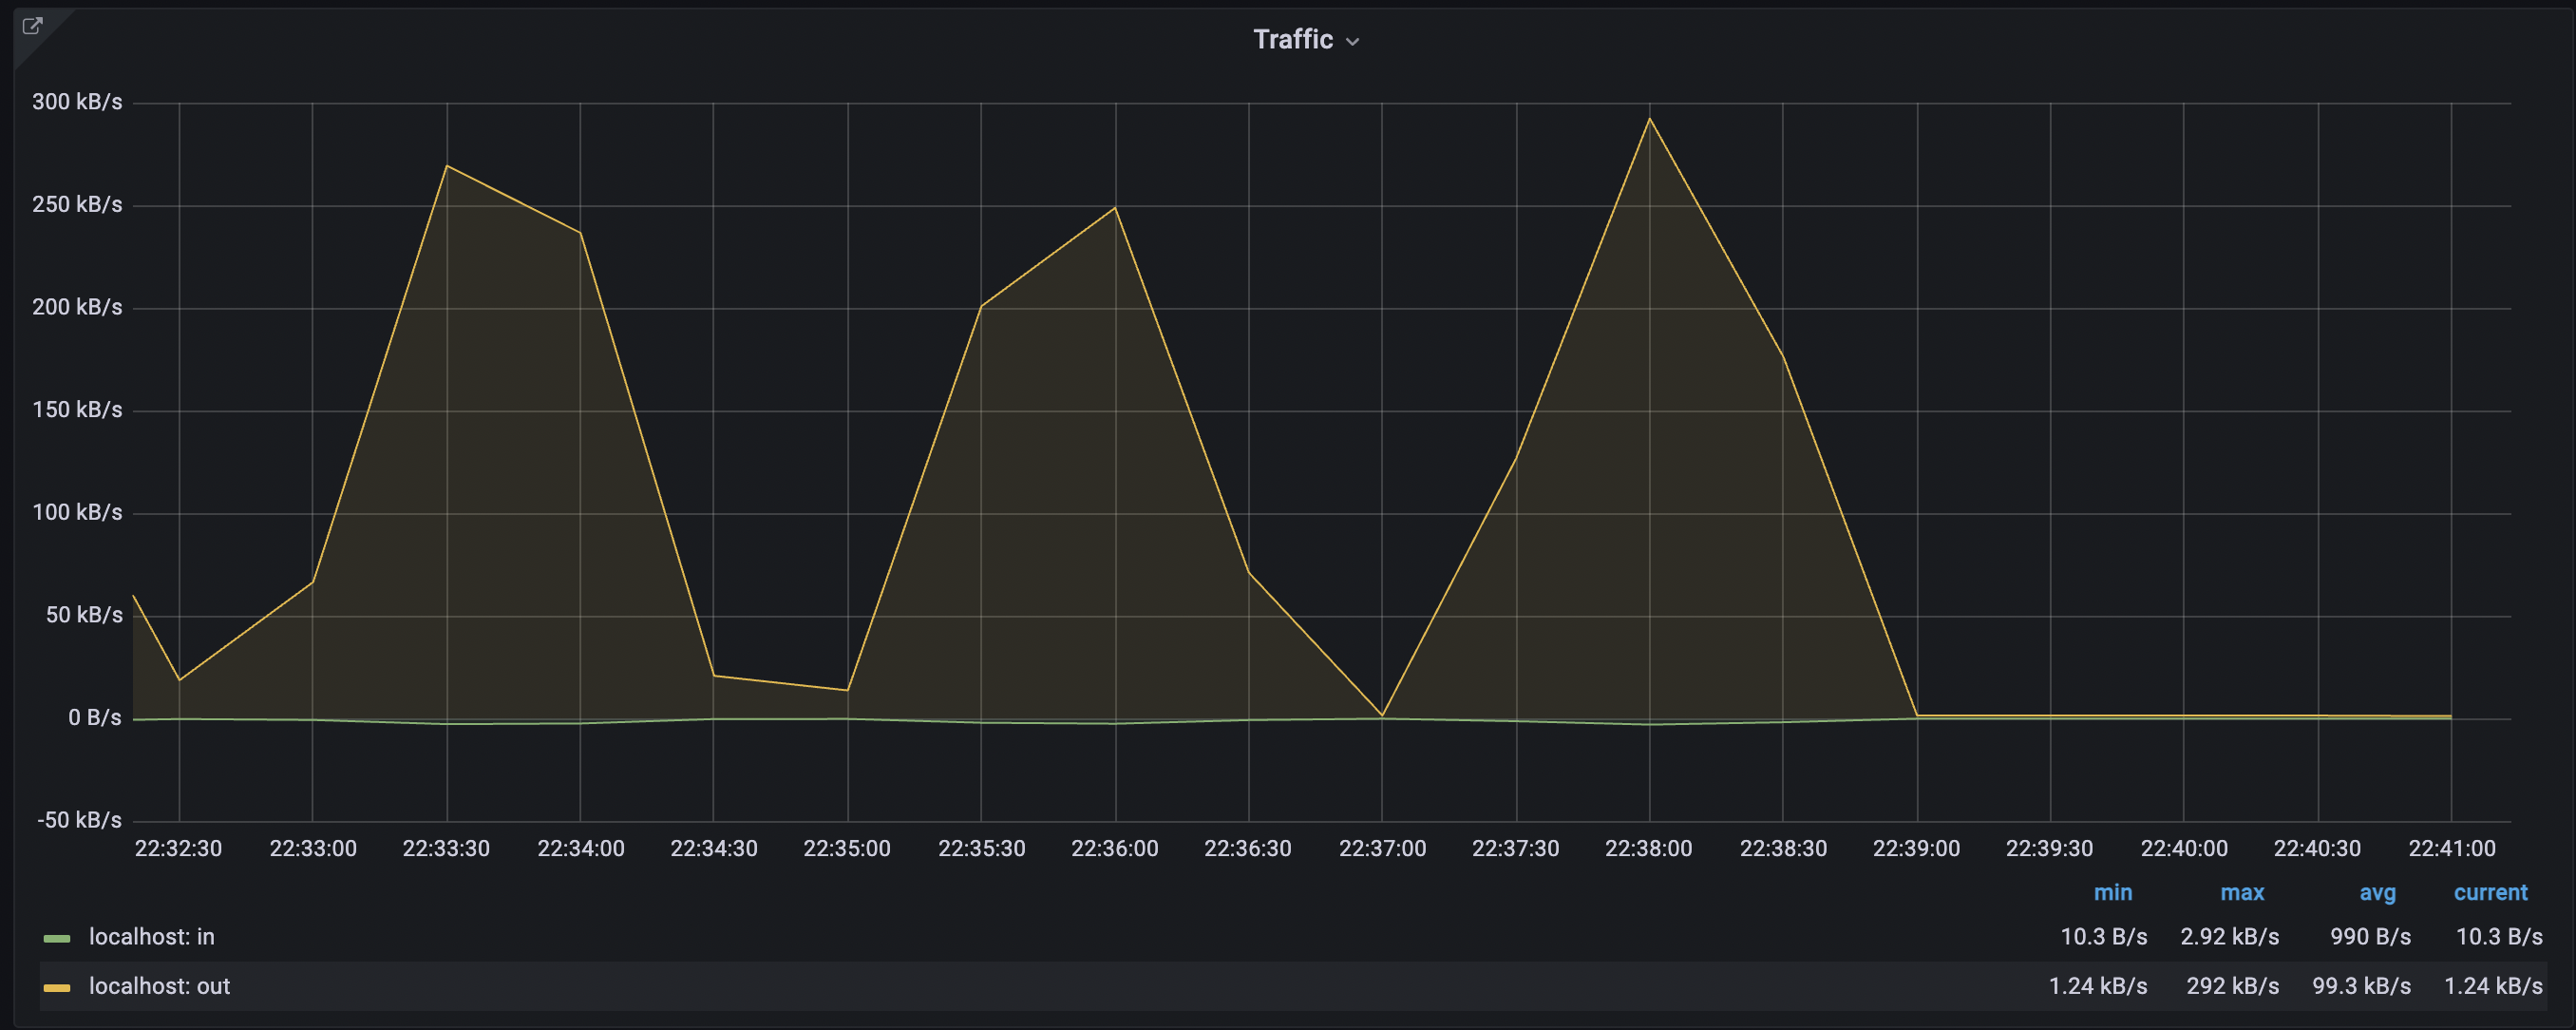 Traffic
300 kB/s
250 kB/s
200 kB/s
150 kB/s
100 kB/s
50 kB/s
0 B/s
-50 kB/s
22:32:30 22:33:00 22:33:30 22:34:00 22:34:30 22:35:00 22:35:30 22:36:00 22:36:30 22:37:00 22:37:30 22:38:00 22:38:30 22:39:00 22:39:30 22:40:00 22:40:30 22:41:00
min max avg current
localhost: in 10.3 B/s 2.92 kB/s 990 B/s 10.3 B/s
localhost: out 1.24 kB/s 292 kB/s 99.3 kB/s 1.24 kB/s